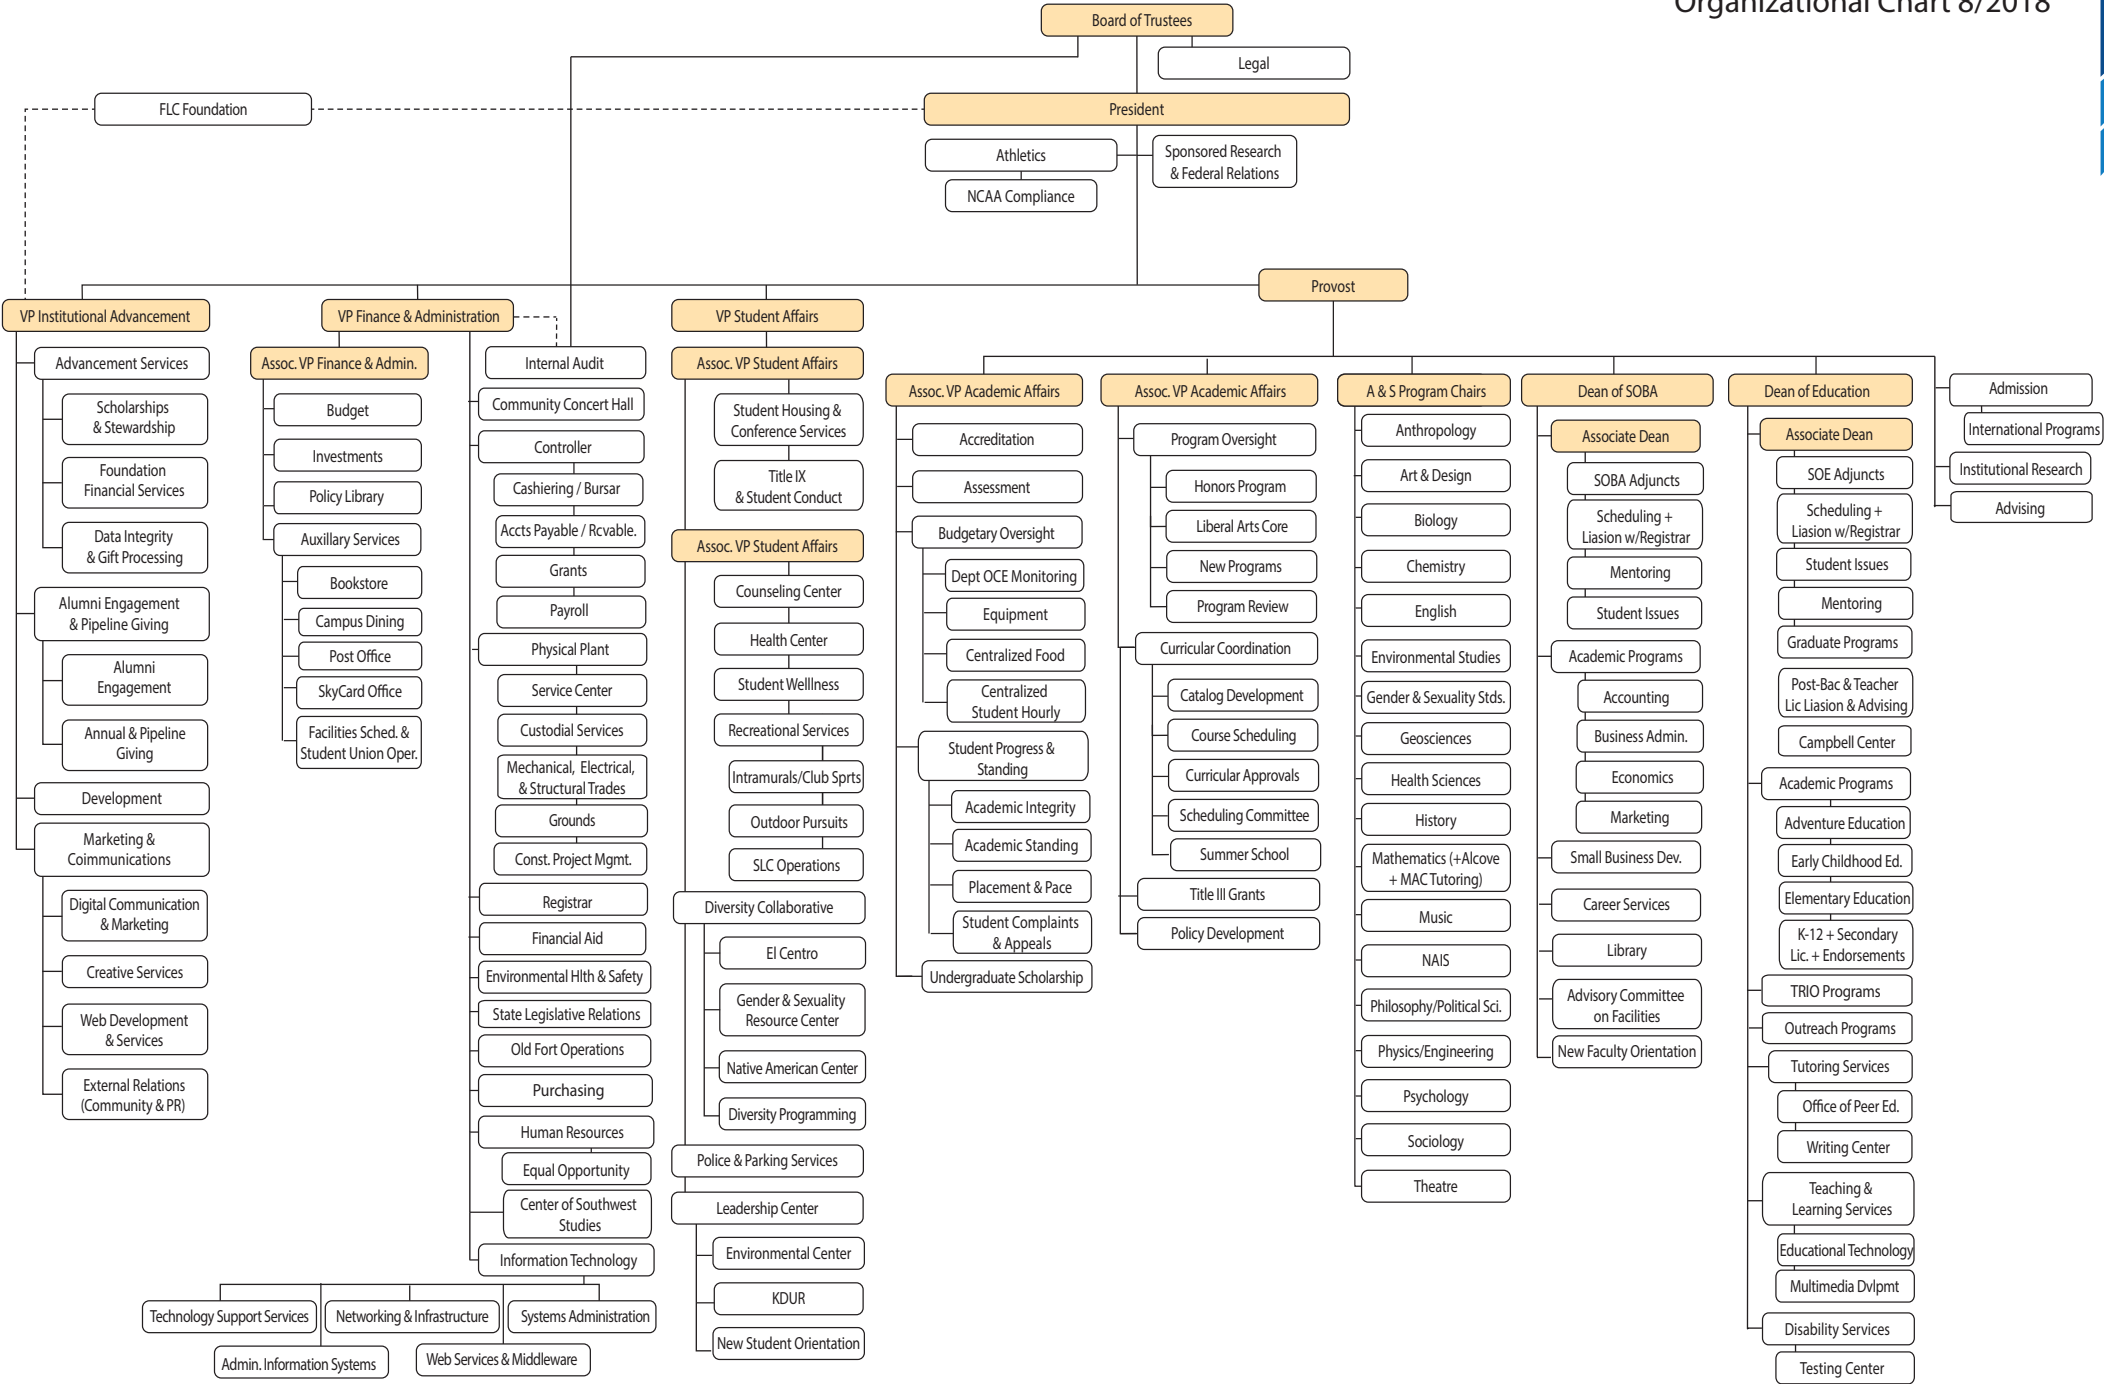 Organizational Chart 8/2018
Board of Trustees
Legal
FLC Foundation
President
Athletics
Sponsored Research
& Federal Relations
NCAA Compliance
Provost
VP Institutional Advancement
VP Finance & Administration
VP Student Affairs
Advancement Services
Scholarships
& Stewardship
Foundation
Financial Services
Data Integrity
& Gift Processing
Alumni Engagement
& Pipeline Giving
Alumni
Engagement
Annual & Pipeline
Giving
Development
Marketing &
Coimmunications
Digital Communication
& Marketing
Creative Services
Web Development
& Services
External Relations
(Community & PR)
Assoc. VP Finance & Admin.
Budget
Investments
Policy Library
Auxillary Services
Bookstore
Campus Dining
Post Office
SkyCard Office
Facilities Sched. &
Student Union Oper.
Internal Audit
Community Concert Hall
Controller
Cashiering / Bursar
Accts Payable / Rcvable.
Grants
Payroll
Physical Plant
Service Center
Custodial Services
Mechanical, Electrical,
& Structural Trades
Grounds
Const. Project Mgmt.
Registrar
Financial Aid
Environmental Hlth & Safety
State Legislative Relations
Old Fort Operations
Purchasing
Human Resources
Equal Opportunity
Center of Southwest
Studies
Information Technology
Technology Support Services
Networking & Infrastructure
Systems Administration
Admin. Information Systems
Web Services & Middleware
Assoc. VP Student Affairs
Student Housing &
Conference Services
Title IX
& Student Conduct
Assoc. VP Student Affairs
Counseling Center
Health Center
Student Welllness
Recreational Services
Intramurals/Club Sprts
Outdoor Pursuits
SLC Operations
Diversity Collaborative
El Centro
Gender & Sexuality
Resource Center
Native American Center
Diversity Programming
Police & Parking Services
Leadership Center
Environmental Center
KDUR
New Student Orientation
Assoc. VP Academic Affairs
Accreditation
Assessment
Budgetary Oversight
Dept OCE Monitoring
Equipment
Centralized Food
Centralized
Student Hourly
Student Progress &
Standing
Academic Integrity
Academic Standing
Placement & Pace
Student Complaints
& Appeals
Undergraduate Scholarship
Assoc. VP Academic Affairs
Program Oversight
Honors Program
Liberal Arts Core
New Programs
Program Review
Curricular Coordination
Catalog Development
Course Scheduling
Curricular Approvals
Scheduling Committee
Summer School
Title III Grants
Policy Development
A & S Program Chairs
Anthropology
Art & Design
Biology
Chemistry
English
Environmental Studies
Gender & Sexuality Stds.
Geosciences
Health Sciences
History
Mathematics (+Alcove
+ MAC Tutoring)
Music
NAIS
Philosophy/Political Sci.
Physics/Engineering
Psychology
Sociology
Theatre
Dean of SOBA
Associate Dean
SOBA Adjuncts
Scheduling +
Liasion w/Registrar
Mentoring
Student Issues
Academic Programs
Accounting
Business Admin.
Economics
Marketing
Small Business Dev.
Career Services
Library
Advisory Committee
on Facilities
New Faculty Orientation
Dean of Education
Associate Dean
SOE Adjuncts
Scheduling +
Liasion w/Registrar
Student Issues
Mentoring
Graduate Programs
Post-Bac & Teacher
Lic Liasion & Advising
Campbell Center
Academic Programs
Adventure Education
Early Childhood Ed.
Elementary Education
K-12 + Secondary
Lic. + Endorsements
TRIO Programs
Outreach Programs
Tutoring Services
Office of Peer Ed.
Writing Center
Teaching &
Learning Services
Educational Technology
Multimedia Dvlpmt
Disability Services
Testing Center
Admission
International Programs
Institutional Research
Advising